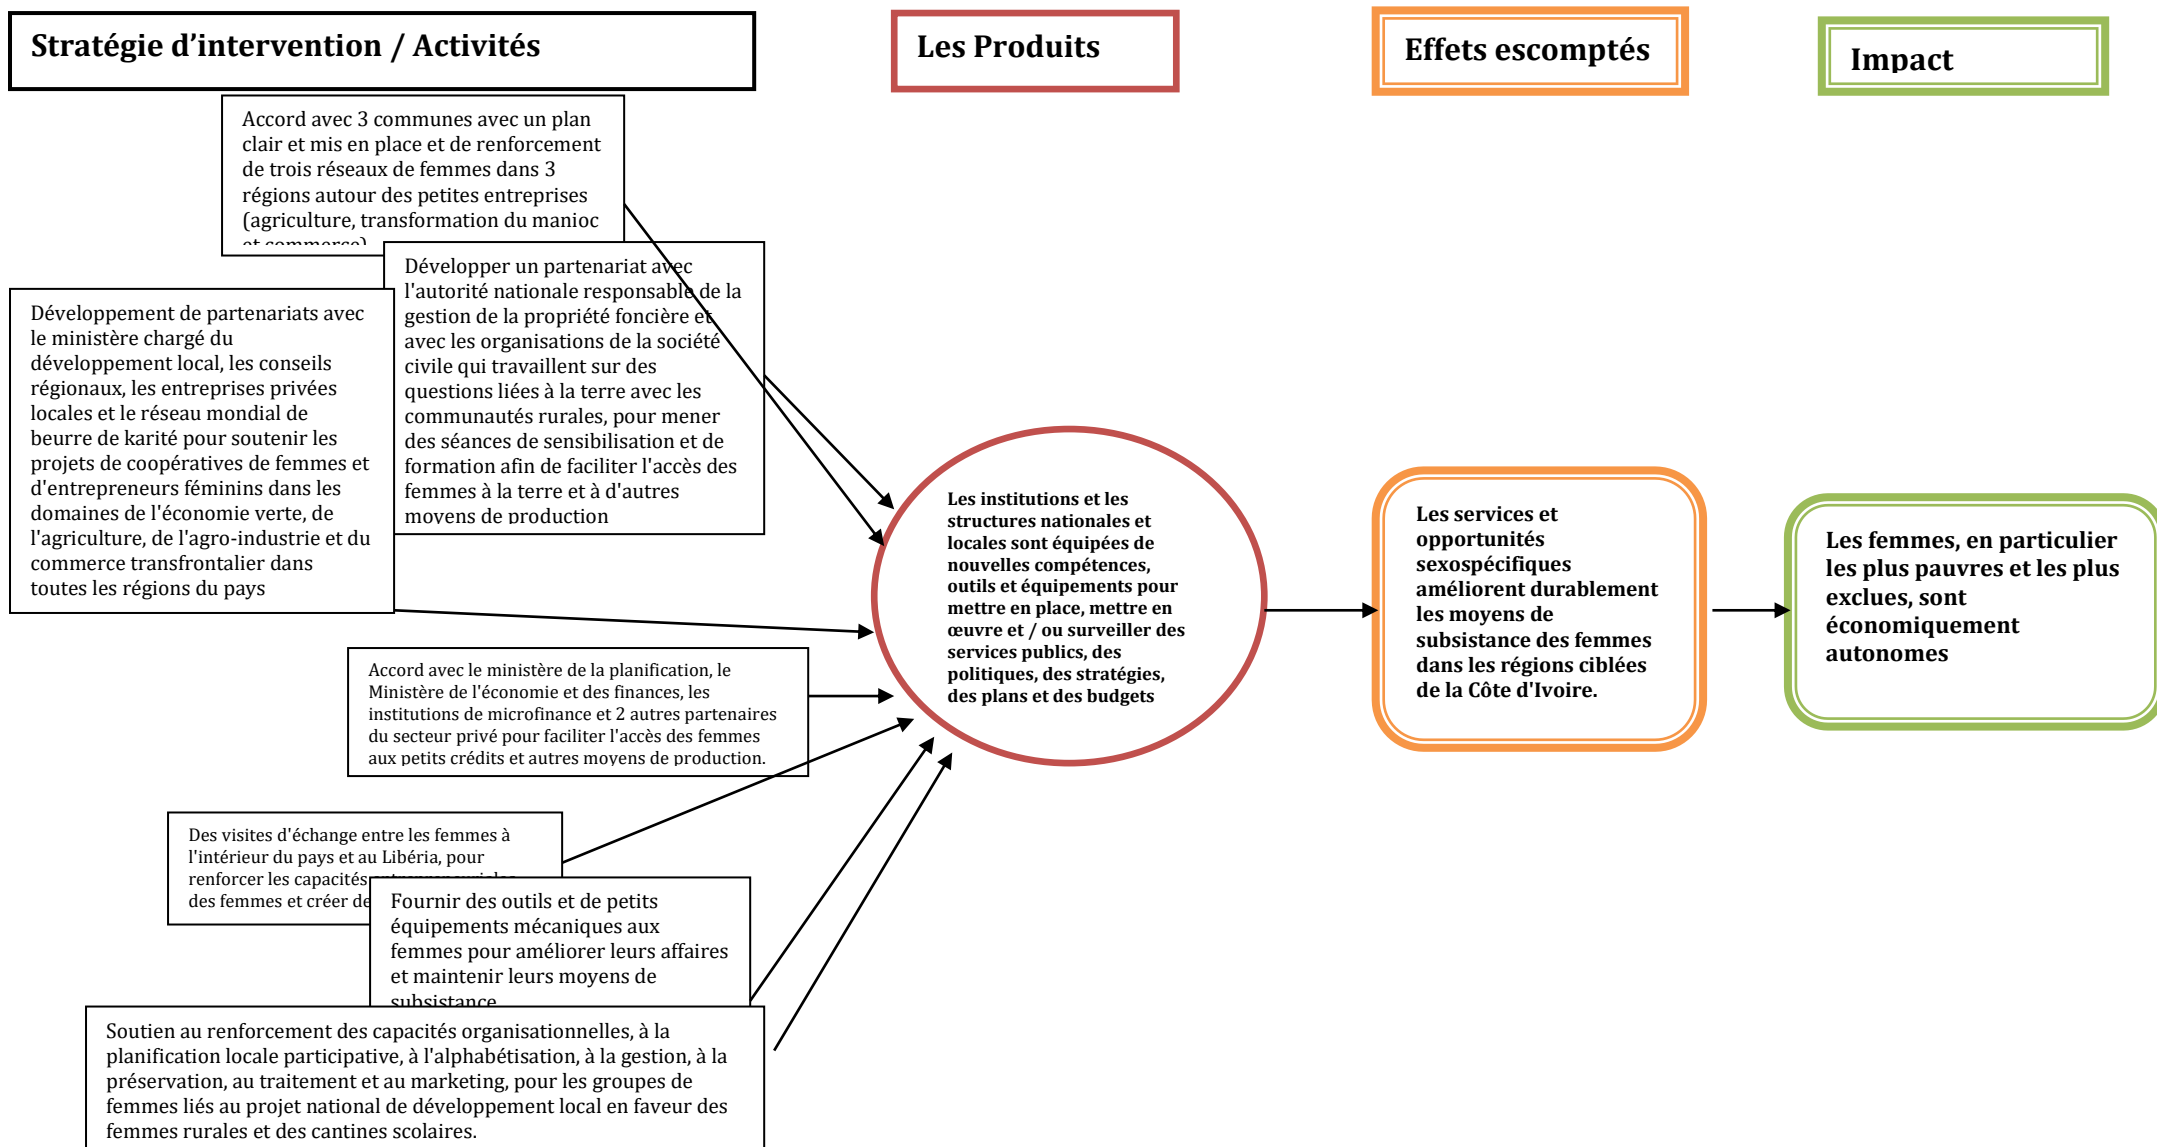 Stratégie d'intervention / Activités
Les Produits
Effets escomptés
Impact
Accord avec 3 communes avec un plan
clair et mis en place et de renforcement
de trois réseaux de femmes dans 3
régions autour des petites entreprises
(agriculture, transformation du manioc
et commerce)
Développer un partenariat avec
l'autorité nationale responsable de la
gestion de la propriété foncière et
avec les organisations de la société
civile qui travaillent sur des
questions liées à la terre avec les
communautés rurales, pour mener
des séances de sensibilisation et de
formation afin de faciliter l'accès des
femmes à la terre et à d'autres
moyens de production
Développement de partenariats avec
le ministère chargé du
développement local, les conseils
régionaux, les entreprises privées
locales et le réseau mondial de
beurre de karité pour soutenir les
projets de coopératives de femmes et
d'entrepreneurs féminins dans les
domaines de l'économie verte, de
l'agriculture, de l'agro-industrie et du
commerce transfrontalier dans
toutes les régions du pays
Accord avec le ministère de la planification, le
Ministère de l'économie et des finances, les
institutions de microfinance et 2 autres partenaires
du secteur privé pour faciliter l'accès des femmes
aux petits crédits et autres moyens de production.
Des visites d'échange entre les femmes à
l'intérieur du pays et au Libéria, pour
renforcer les capacités entrepreneuriales
des femmes et créer de
Fournir des outils et de petits
équipements mécaniques aux
femmes pour améliorer leurs affaires
et maintenir leurs moyens de
subsistance
Soutien au renforcement des capacités organisationnelles, à la
planification locale participative, à l'alphabétisation, à la gestion, à la
préservation, au traitement et au marketing, pour les groupes de
femmes liés au projet national de développement local en faveur des
femmes rurales et des cantines scolaires.
Les institutions et les
structures nationales et
locales sont équipées de
nouvelles compétences,
outils et équipements pour
mettre en place, mettre en
œuvre et / ou surveiller des
services publics, des
politiques, des stratégies,
des plans et des budgets
Les services et
opportunités
sexospécifiques
améliorent durablement
les moyens de
subsistance des femmes
dans les régions ciblées
de la Côte d'Ivoire.
Les femmes, en particulier
les plus pauvres et les plus
exclues, sont
économiquement
autonomes